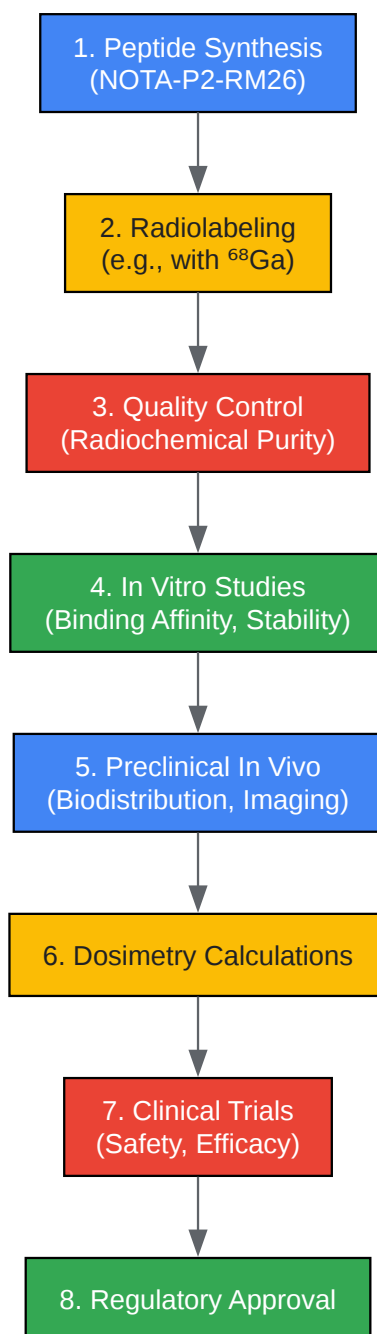 1. Peptide Synthesis
(NOTA-P2-RM26)
2. Radiolabeling
(e.g., with ⁶⁸Ga)
3. Quality Control
(Radiochemical Purity)
4. In Vitro Studies
(Binding Affinity, Stability)
5. Preclinical In Vivo
(Biodistribution, Imaging)
6. Dosimetry Calculations
7. Clinical Trials
(Safety, Efficacy)
8. Regulatory Approval